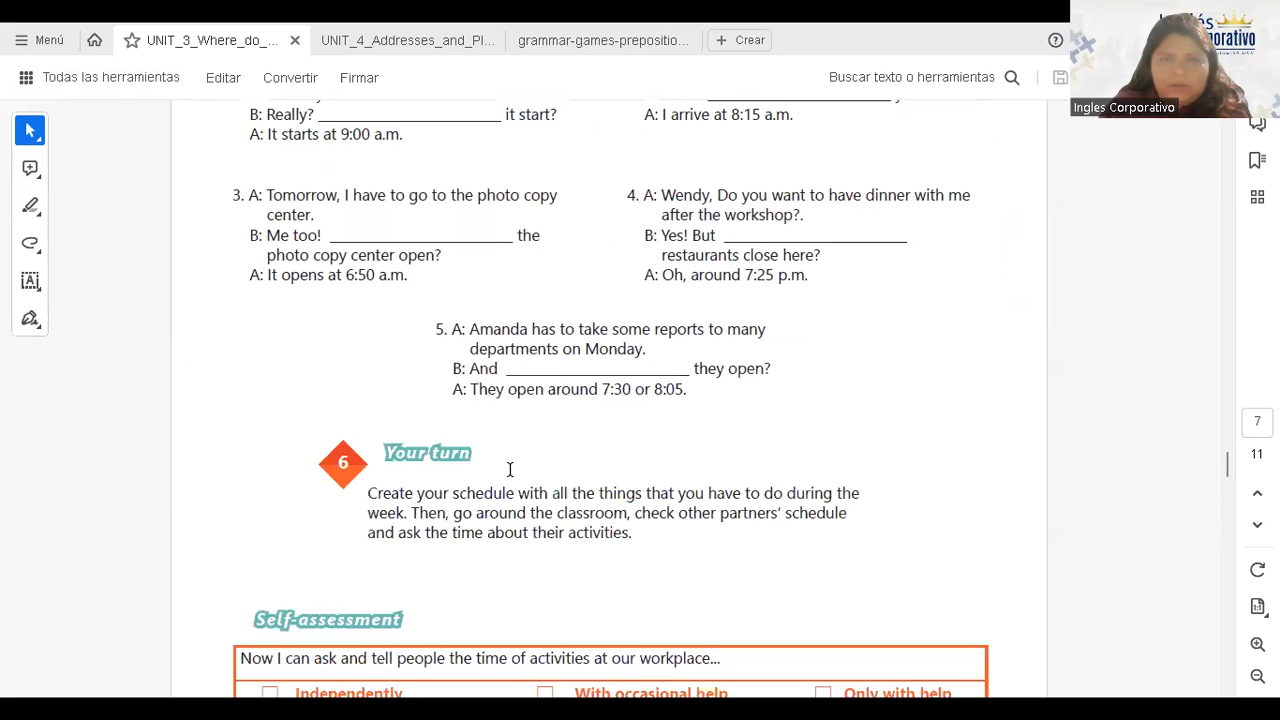 Menú
UNIT_3_Where_do_...
UNIT_4_Addresses_and_Pl...
grammar-games-prepositio...
Crear
Todas las herramientas
Editar
Convertir
Firmar
Buscar texto o herramientas
Ingles Corporativo
B: Really? ____________________ it start?
A: It starts at 9:00 a.m.
A: I arrive at 8:15 a.m.
3. A: Tomorrow, I have to go to the photo copy
center.
B: Me too! ____________________ the
photo copy center open?
A: It opens at 6:50 a.m.
4. A: Wendy, Do you want to have dinner with me
after the workshop?.
B: Yes! But ____________________
restaurants close here?
A: Oh, around 7:25 p.m.
5. A: Amanda has to take some reports to many
departments on Monday.
B: And ____________________ they open?
A: They open around 7:30 or 8:05.
6
Your turn
Create your schedule with all the things that you have to do during the
week. Then, go around the classroom, check other partners' schedule
and ask the time about their activities.
Self-assessment
Now I can ask and tell people the time of activities at our workplace...
Independently
With occasional help
Only with help
7
11